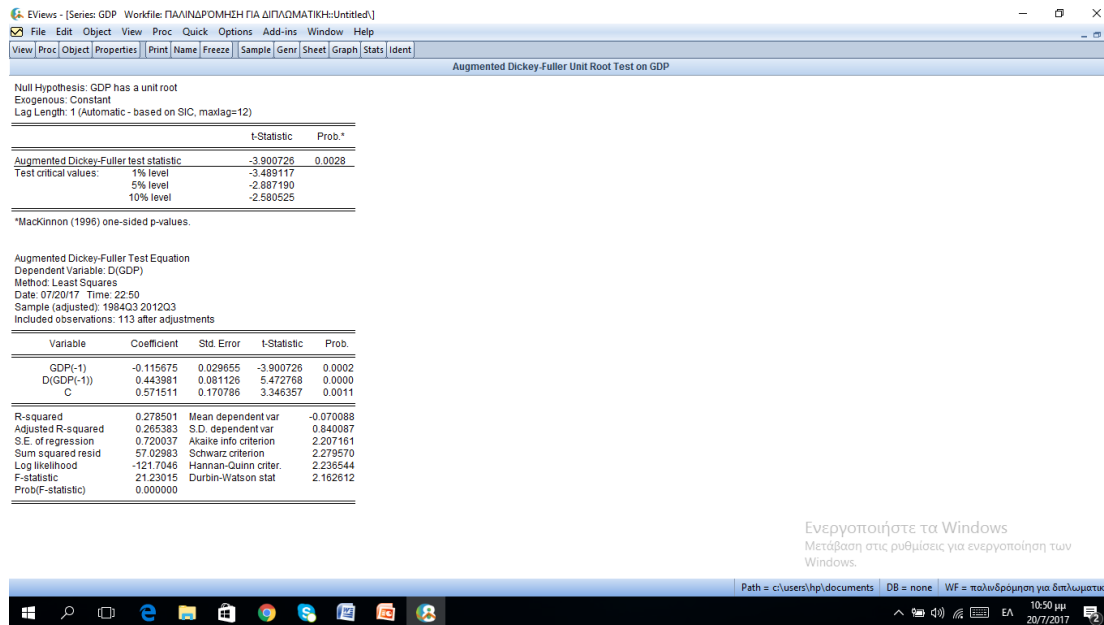 EViews - [Series: GDP   Workfile: ΠΑΛΙΝΔΡΌΜΗΣΗ ΓΙΑ ΔΙΠΛΩΜΑΤΙΚΗ::Untitled\]
File Edit Object View Proc Quick Options Add-ins Window Help
View Proc Object Properties Print Name Freeze Sample Genr Sheet Graph Stats Ident
Augmented Dickey-Fuller Unit Root Test on GDP
Null Hypothesis: GDP has a unit root
Exogenous: Constant
Lag Length: 1 (Automatic - based on SIC, maxlag=12)
t-Statistic Prob.*
Augmented Dickey-Fuller test statistic -3.900726 0.0028
Test critical values: 1% level -3.489117
5% level -2.887190
10% level -2.580525
*MacKinnon (1996) one-sided p-values.
Augmented Dickey-Fuller Test Equation
Dependent Variable: D(GDP)
Method: Least Squares
Date: 07/20/17 Time: 22:50
Sample (adjusted): 1984Q3 2012Q3
Included observations: 113 after adjustments
Variable Coefficient Std. Error t-Statistic Prob.
GDP(-1) -0.115675 0.029655 -3.900726 0.0002
D(GDP(-1)) 0.443981 0.081126 5.472768 0.0000
C 0.571511 0.170786 3.346357 0.0011
R-squared 0.278501 Mean dependent var -0.070088
Adjusted R-squared 0.265383 S.D. dependent var 0.840087
S.E. of regression 0.720037 Akaike info criterion 2.207161
Sum squared resid 57.02983 Schwarz criterion 2.279570
Log likelihood -121.7046 Hannan-Quinn criter. 2.236544
F-statistic 21.23015 Durbin-Watson stat 2.162612
Prob(F-statistic) 0.000000
Ενεργοποιήστε τα Windows
Μετάβαση στις ρυθμίσεις για ενεργοποίηση των
Windows.
Path = c:\users\hp\documents DB = none WF = παλινδρόμηση για διπλωματικ
ΕΛ
10:50 μμ
20/7/2017
2